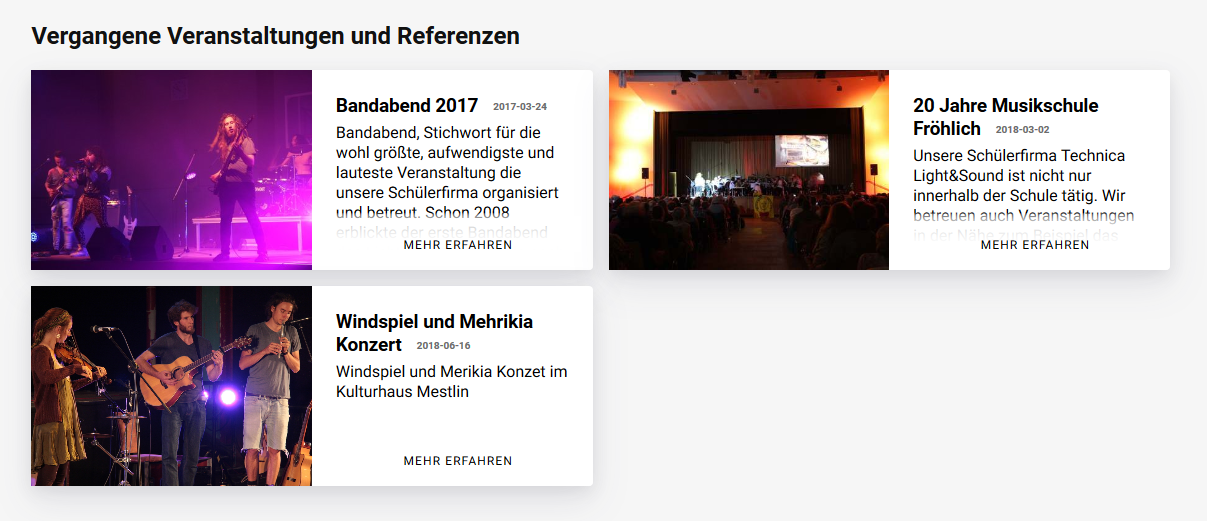 Vergangene Veranstaltungen und Referenzen
Bandabend 2017 2017-03-24
Bandabend, Stichwort für die
wohl größte, aufwendigste und
lauteste Veranstaltung die
unsere Schülerfirma organisiert
und betreut. Schon 2008
erblickte der erste Bandabend
MEHR ERFAHREN
20 Jahre Musikschule
Fröhlich 2018-03-02
Unsere Schülerfirma Technica
Light&Sound ist nicht nur
innerhalb der Schule tätig. Wir
betreuen auch Veranstaltungen
in der Nähe zum Beispiel das
MEHR ERFAHREN
Windspiel und Mehrikia
Konzert 2018-06-16
Windspiel und Merikia Konzet im
Kulturhaus Mestlin
MEHR ERFAHREN